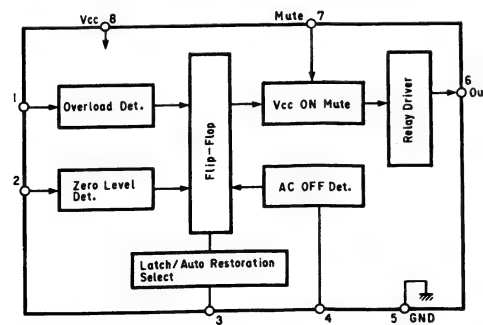 Vcc 8
Mute 7
1
Overload Det.
Flip-Flop
Vcc ON Mute
Relay Driver
6
Ou
2
Zero Level
Det.
AC OFF Det.
Latch/Auto Restoration
Select
3
4
5 GND